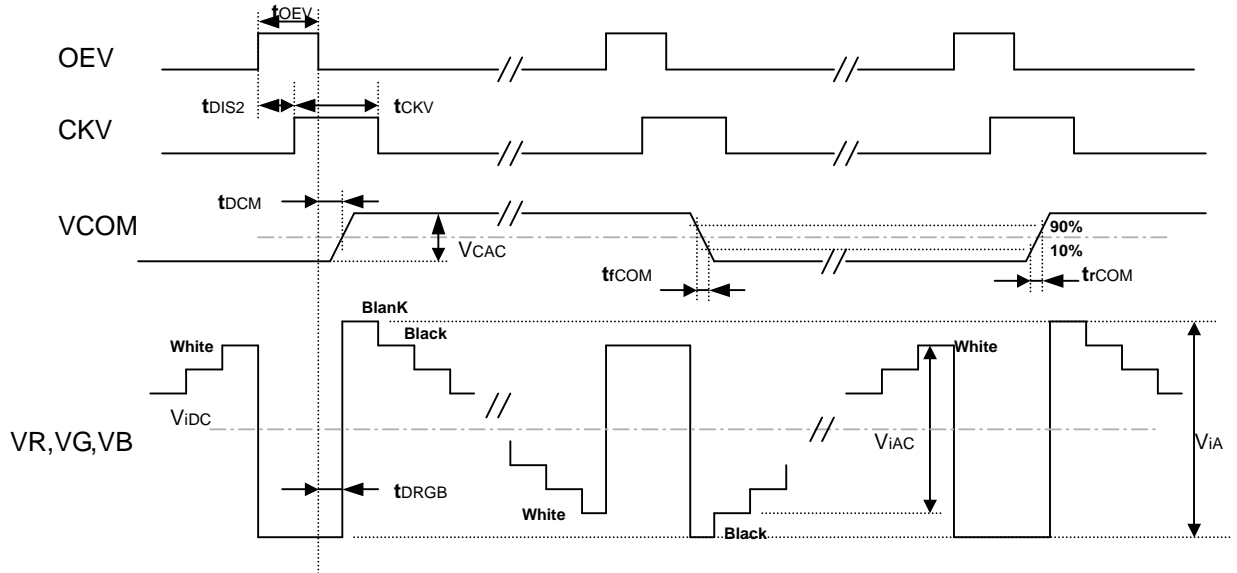 tOEV
OEV
tDIS2
tCKV
CKV
tDCM
VCOM
90%
VCAC
10%
tfCOM
trCOM
BlanK
Black
White
White
ViDC
VR,VG,VB
ViAC
ViA
tDRGB
White
Black